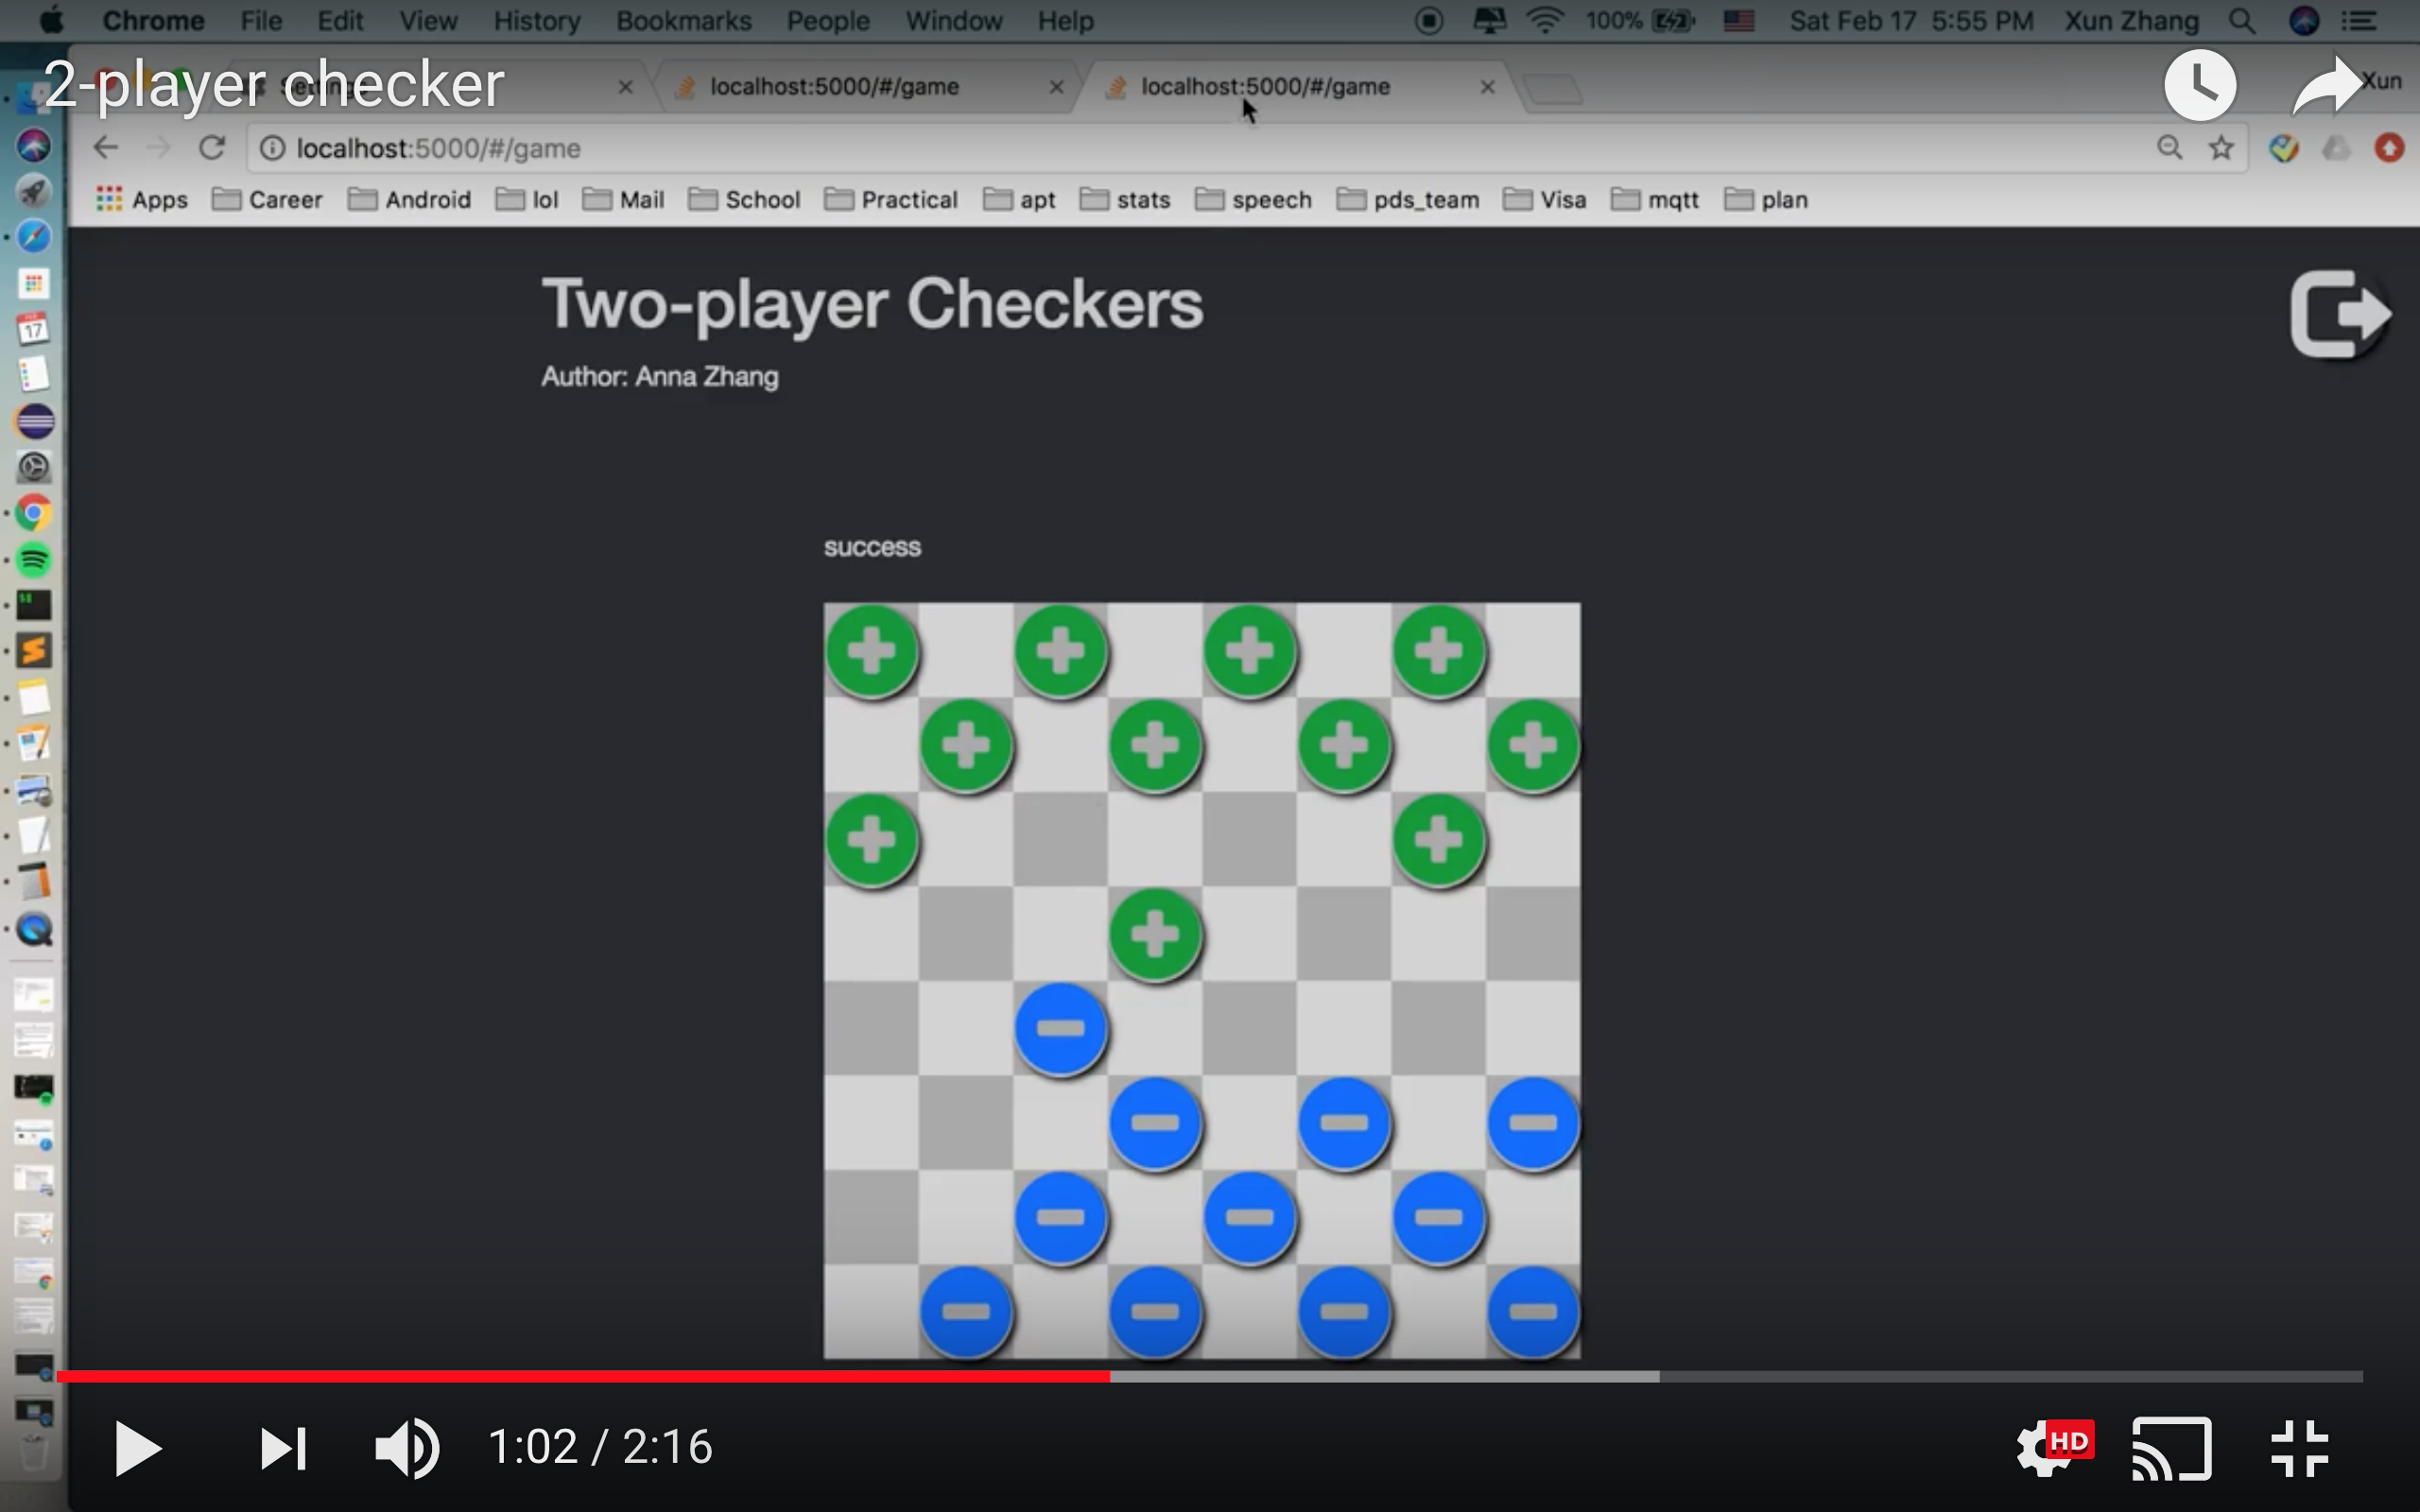 Chrome File Edit View History Bookmarks People Window Help 100% Sat Feb 17 5:55 PM Xun Zhang
2-player checker
localhost:5000/#/game
localhost:5000/#/game
Xun
localhost:5000/#/game
Apps Career Android lol Mail School Practical apt stats speech pds_team Visa mqtt plan
17
Two-player Checkers
Author: Anna Zhang
success
1:02 / 2:16
HD